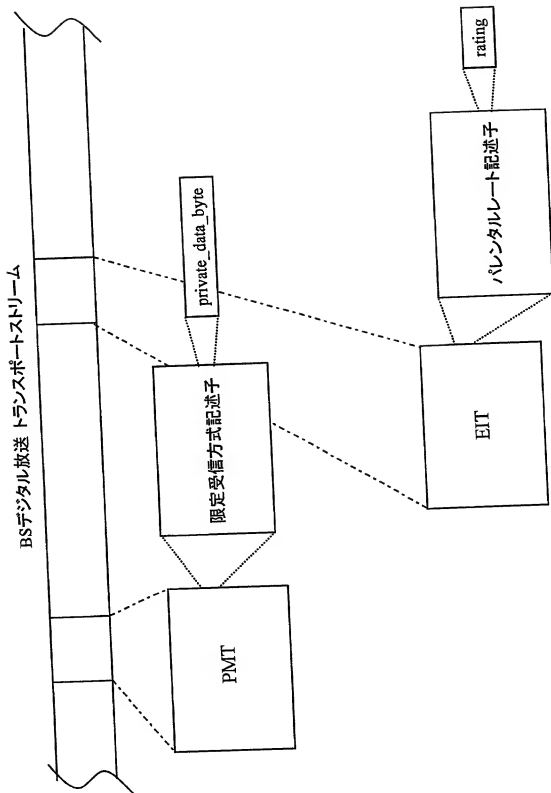 BSデジタル放送 トランスポートストリーム
PMT
限定受信方式記述子
private_data_byte
EIT
パレンタルレート記述子
rating